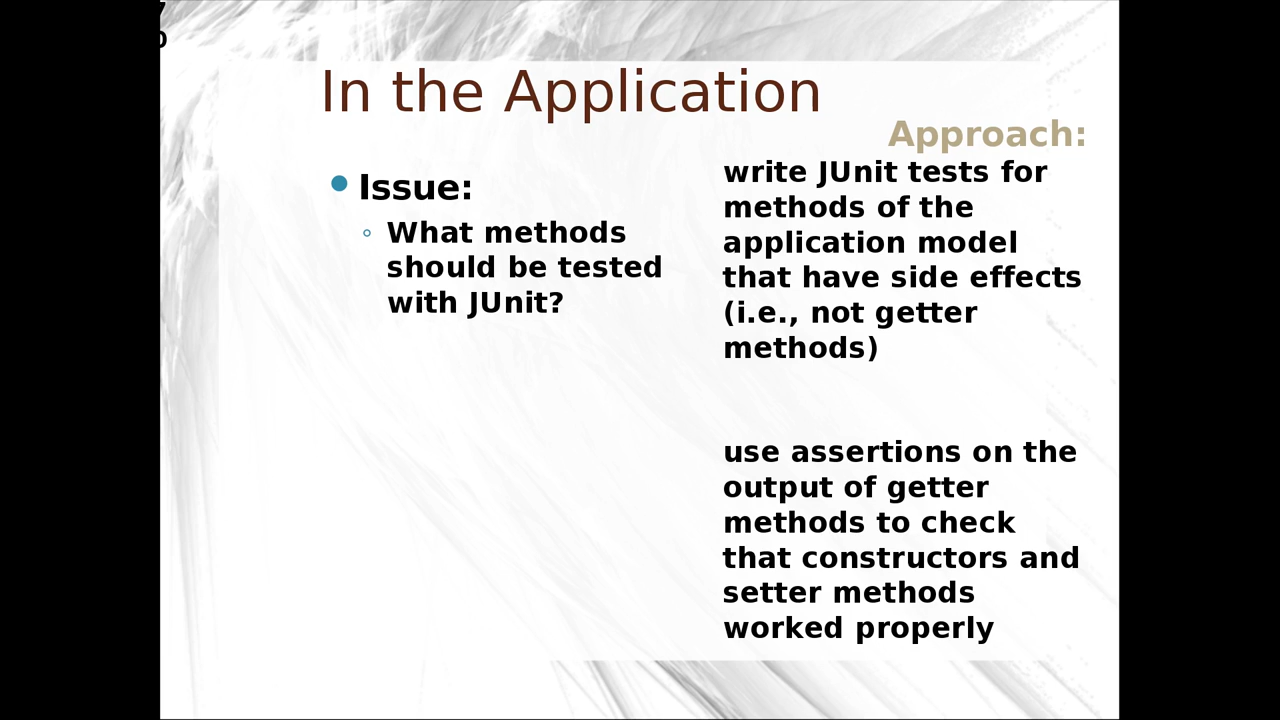 In the Application
Issue:
What methods
should be tested
with JUnit?
Approach:
write JUnit tests for
methods of the
application model
that have side effects
(i.e., not getter
methods)
use assertions on the
output of getter
methods to check
that constructors and
setter methods
worked properly